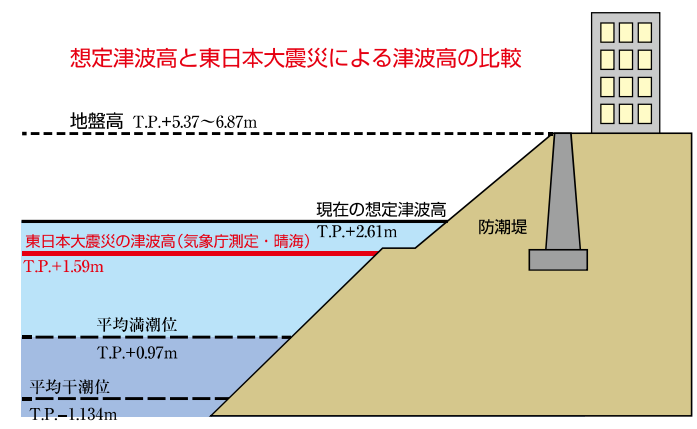 想定津波高と東日本大震災による津波高の比較
地盤高 T.P.+5.37〜6.87m
現在の想定津波高
T.P.+2.61m
防潮堤
東日本大震災の津波高(気象庁測定・晴海)
T.P.+1.59m
平均満潮位
T.P.+0.97m
平均干潮位
T.P.−1.134m